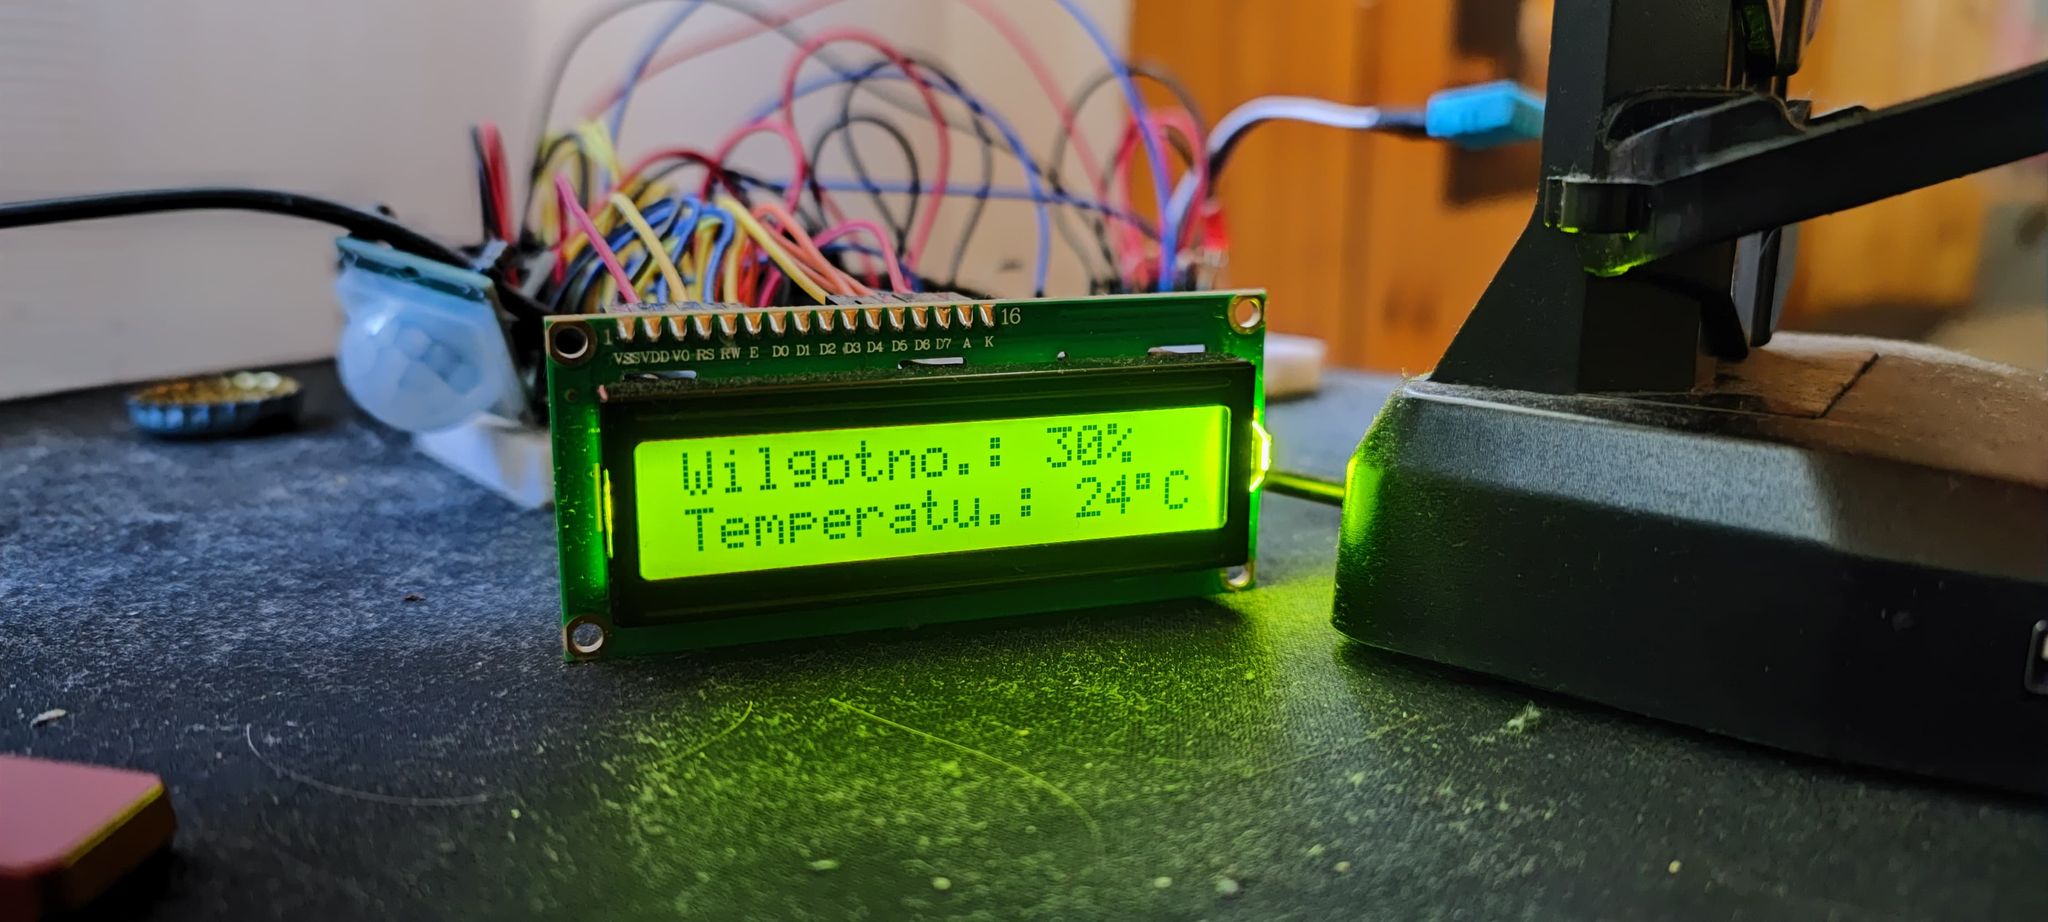 1 16
VSS VDD V0 RS RW E D0 D1 D2 D3 D4 D5 D6 D7 A K
Wilgotno.: 30%
Temperatu.: 24°C